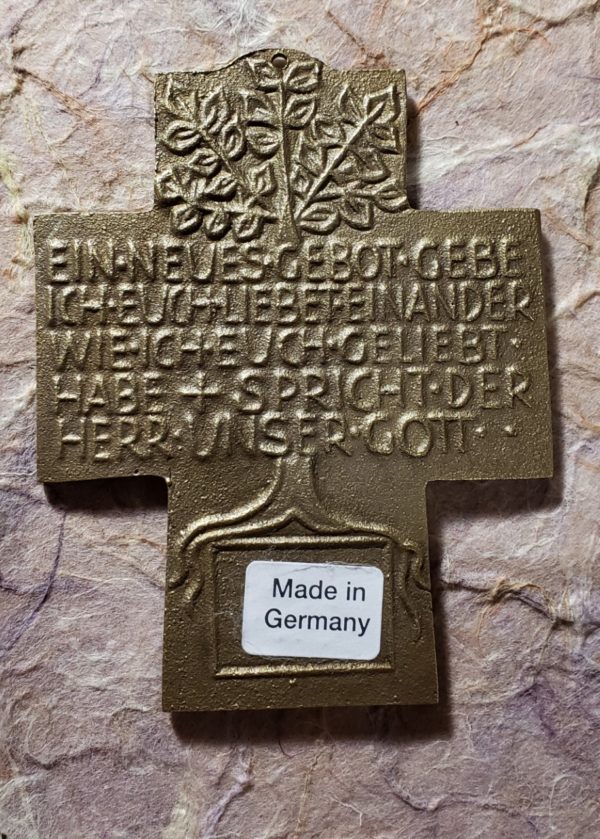 EIN·NEUES·GEBOT·GEBE
ICH·EUCH·LIEBET·EINANDER
WIE·ICH·EUCH·GELIEBT·
HABE + SPRICHT·DER
HERR·UNSER·GOTT··
Made in
Germany